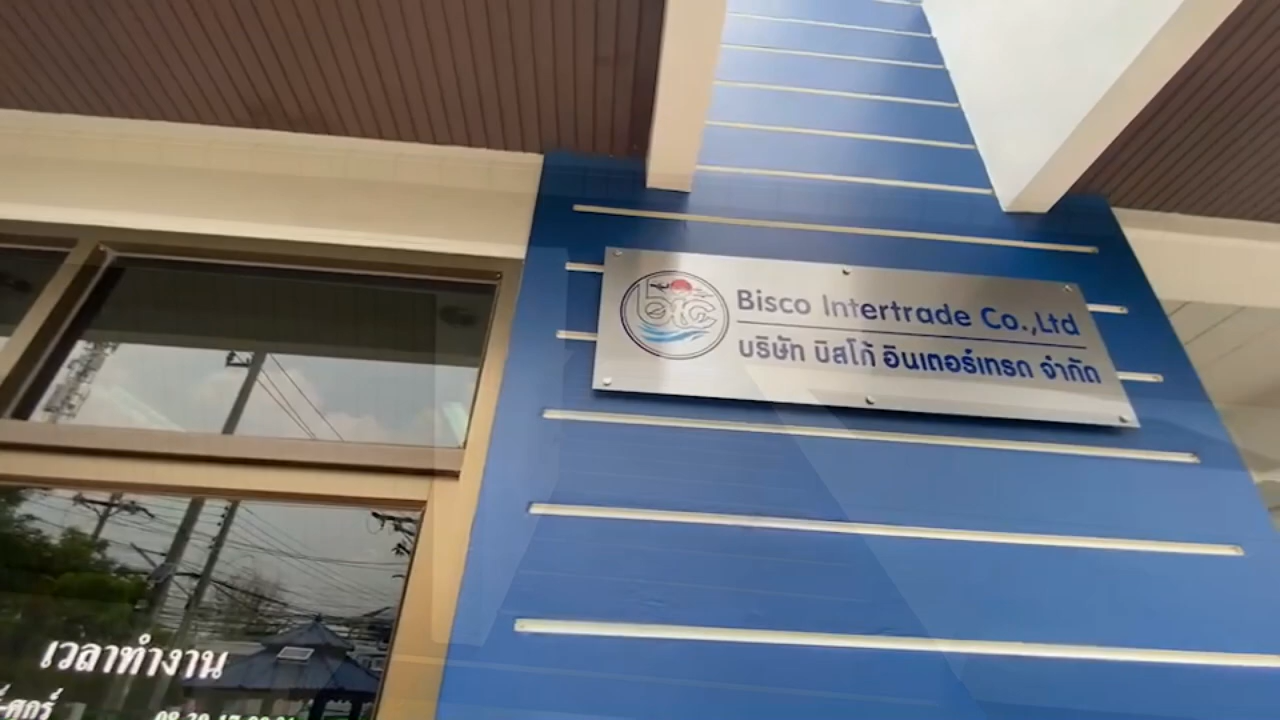 bic
Bisco Intertrade Co.,Ltd
บริษัท บิสโก้ อินเตอร์เทรด จำกัด
เวลาทำงาน